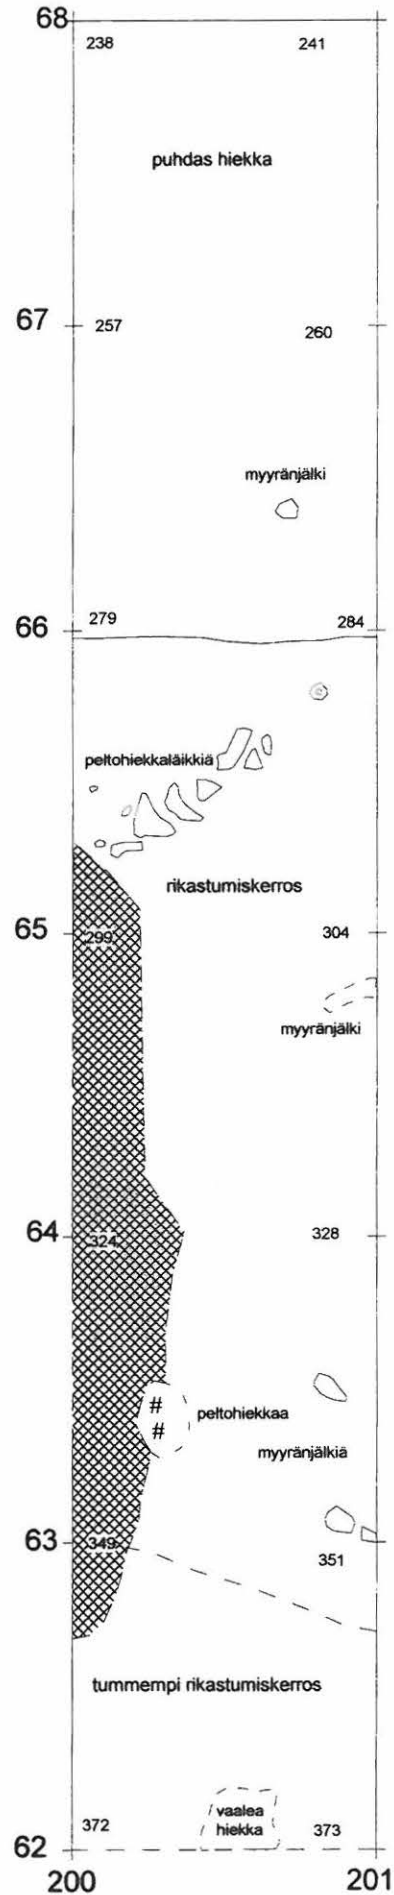 68
238 241
puhdas hiekka
67
257 260
myyränjälki
66
279 284
peltohiekkaläikkiä
rikastumiskerros
65
299 304
myyränjälki
64
324 328
#
#
peltohiekkaa
myyränjälkiä
63
349 351
tummempi rikastumiskerros
vaalea
hiekka
372 373
62
200 201